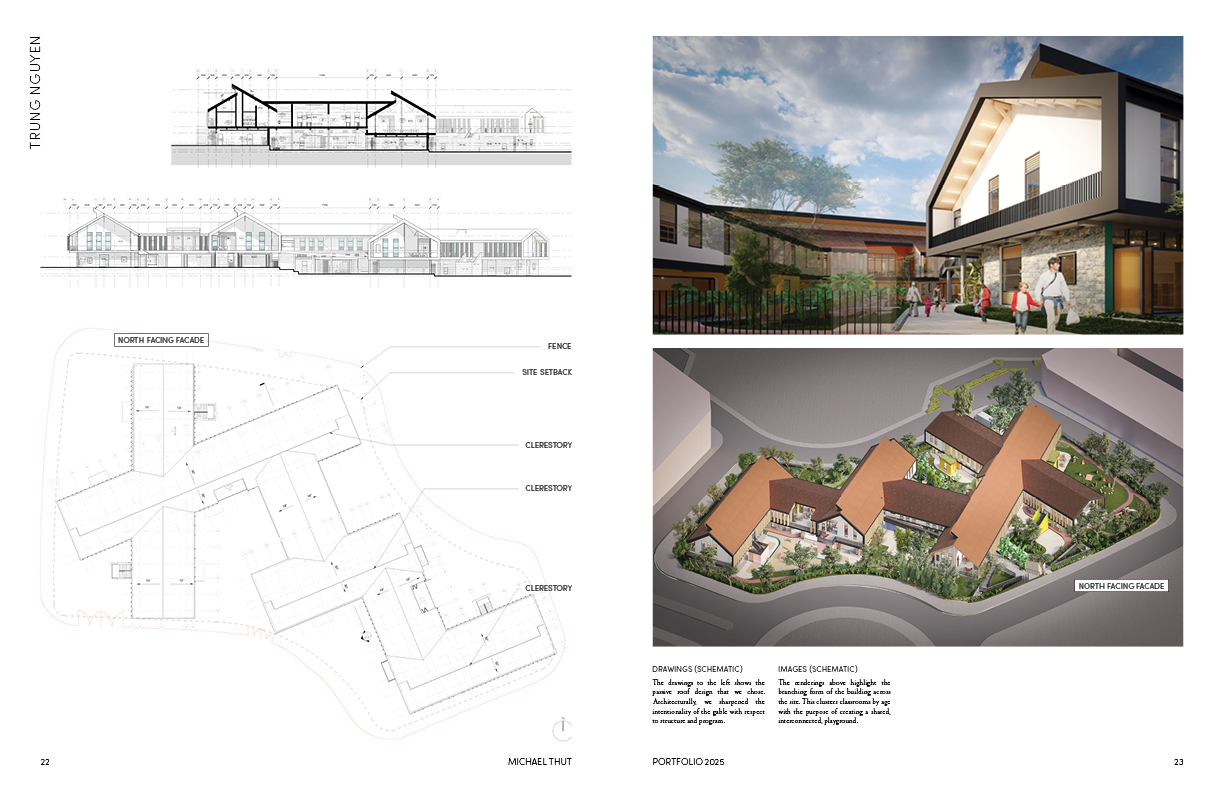 TRUNG NGUYEN
NORTH FACING FACADE
FENCE
SITE SETBACK
CLERESTORY
CLERESTORY
CLERESTORY
N
22
MICHAEL THUT
NORTH FACING FACADE
DRAWINGS (SCHEMATIC)
The drawings to the left shows the
passive roof design that we chose.
Architecturally, we sharpened the
intentionality of the gable with respect
to structure and program.
IMAGES (SCHEMATIC)
The renderings above highlight the
branching form of the building across
the site. This clusters classrooms by age
with the purpose of creating a shared,
interconnected, playground.
PORTFOLIO 2025
23